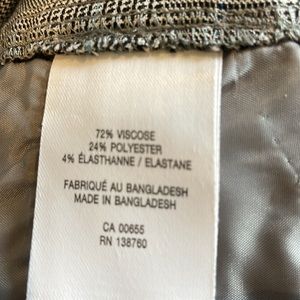 72% VISCOSE
24% POLYESTER
4% ÉLASTHANNE / ELASTANE
FABRIQUÉ AU BANGLADESH
MADE IN BANGLADESH
CA 00655
RN 138760